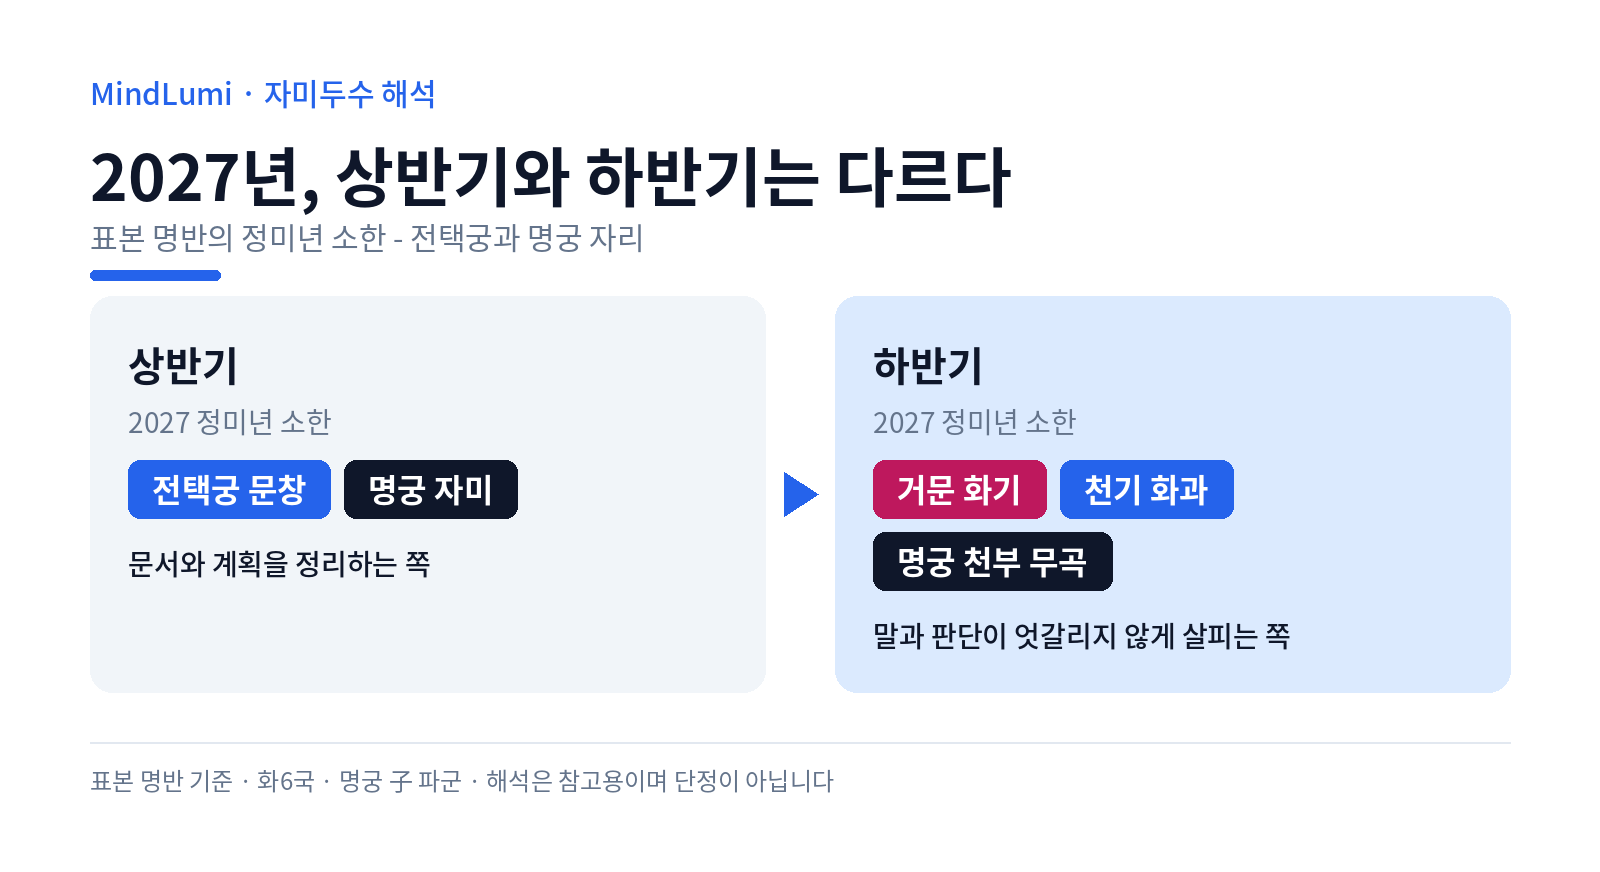 MindLumi · 자미두수 해석
2027년, 상반기와 하반기는 다르다
표본 명반의 정미년 소한 - 전택궁과 명궁 자리
상반기
2027 정미년 소한
전택궁 문창
명궁 자미
문서와 계획을 정리하는 쪽
하반기
2027 정미년 소한
거문 화기
천기 화과
명궁 천부 무곡
말과 판단이 엇갈리지 않게 살피는 쪽
표본 명반 기준 · 화6국 · 명궁 子 파군 · 해석은 참고용이며 단정이 아닙니다